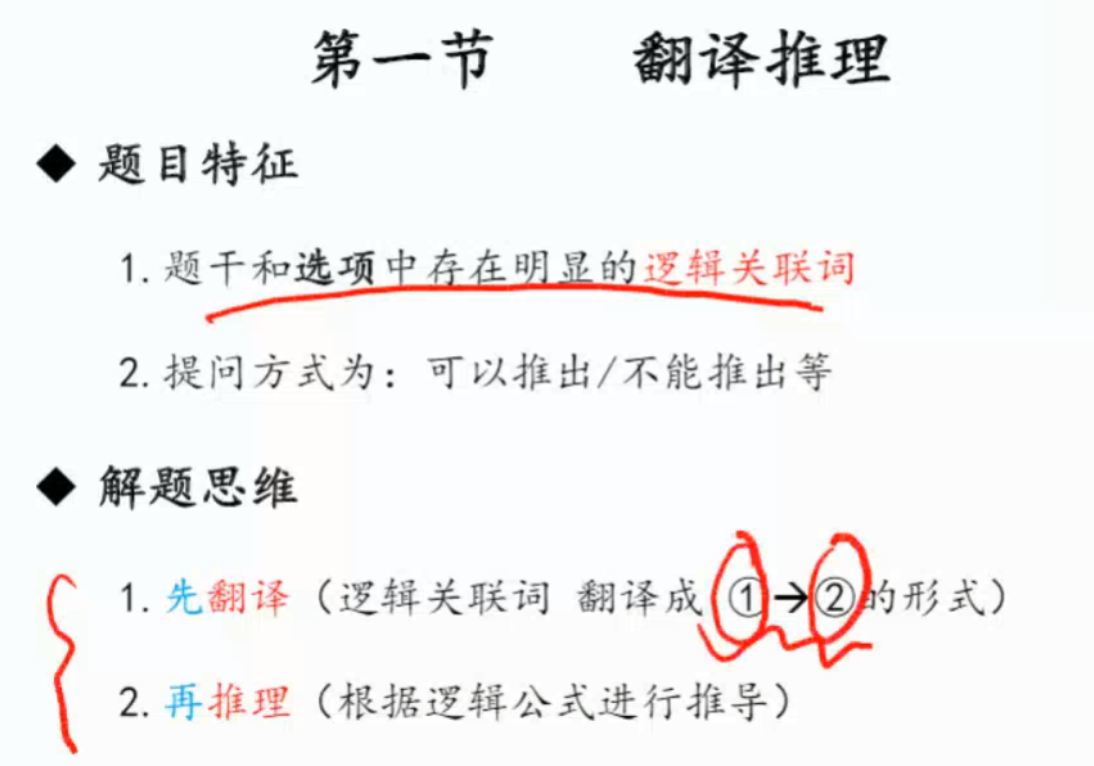 第一节 翻译推理
◆ 题目特征
1. 题干和选项中存在明显的逻辑关联词
2. 提问方式为：可以推出/不能推出等
◆ 解题思维
1. 先翻译（逻辑关联词 翻译成 ①→②的形式）
2. 再推理（根据逻辑公式进行推导）